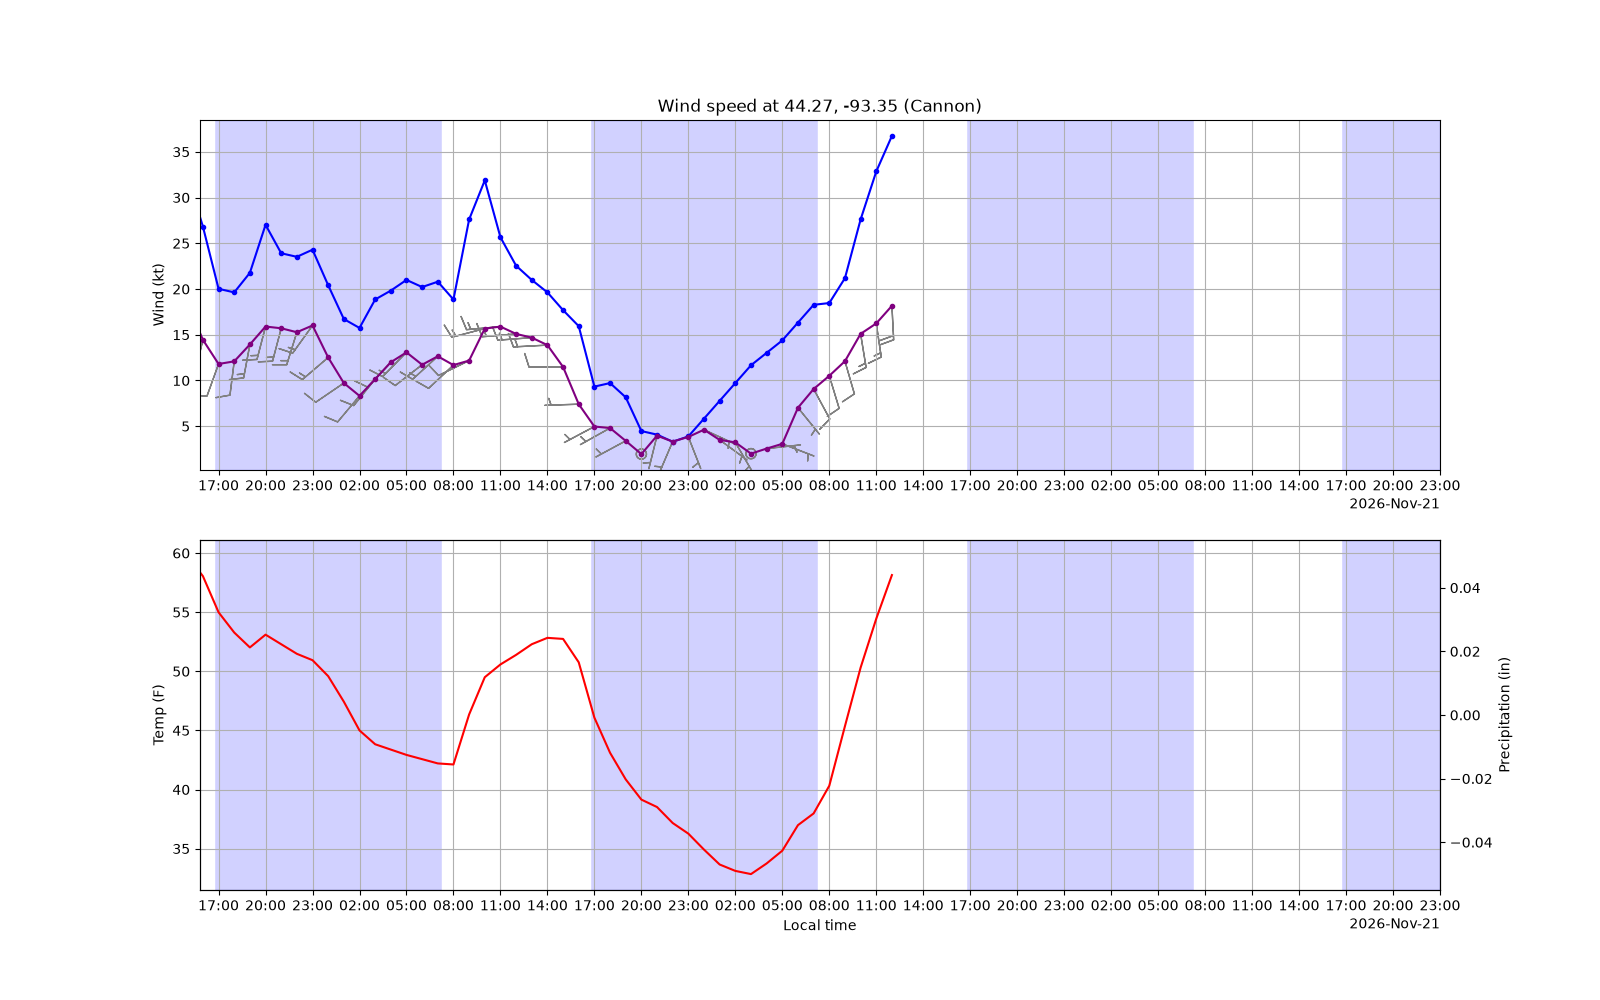 Wind speed at 44.27, -93.35 (Cannon)
Wind (kt)
35
30
25
20
15
10
5
17:00 20:00 23:00 02:00 05:00 08:00 11:00 14:00 17:00 20:00 23:00 02:00 05:00 08:00 11:00 14:00 17:00 20:00 23:00 02:00 05:00 08:00 11:00 14:00 17:00 20:00 23:00
2026-Nov-21
Temp (F)
60
55
50
45
40
35
0.04
0.02
0.00
−0.02
−0.04
Precipitation (in)
17:00 20:00 23:00 02:00 05:00 08:00 11:00 14:00 17:00 20:00 23:00 02:00 05:00 08:00 11:00 14:00 17:00 20:00 23:00 02:00 05:00 08:00 11:00 14:00 17:00 20:00 23:00
Local time
2026-Nov-21